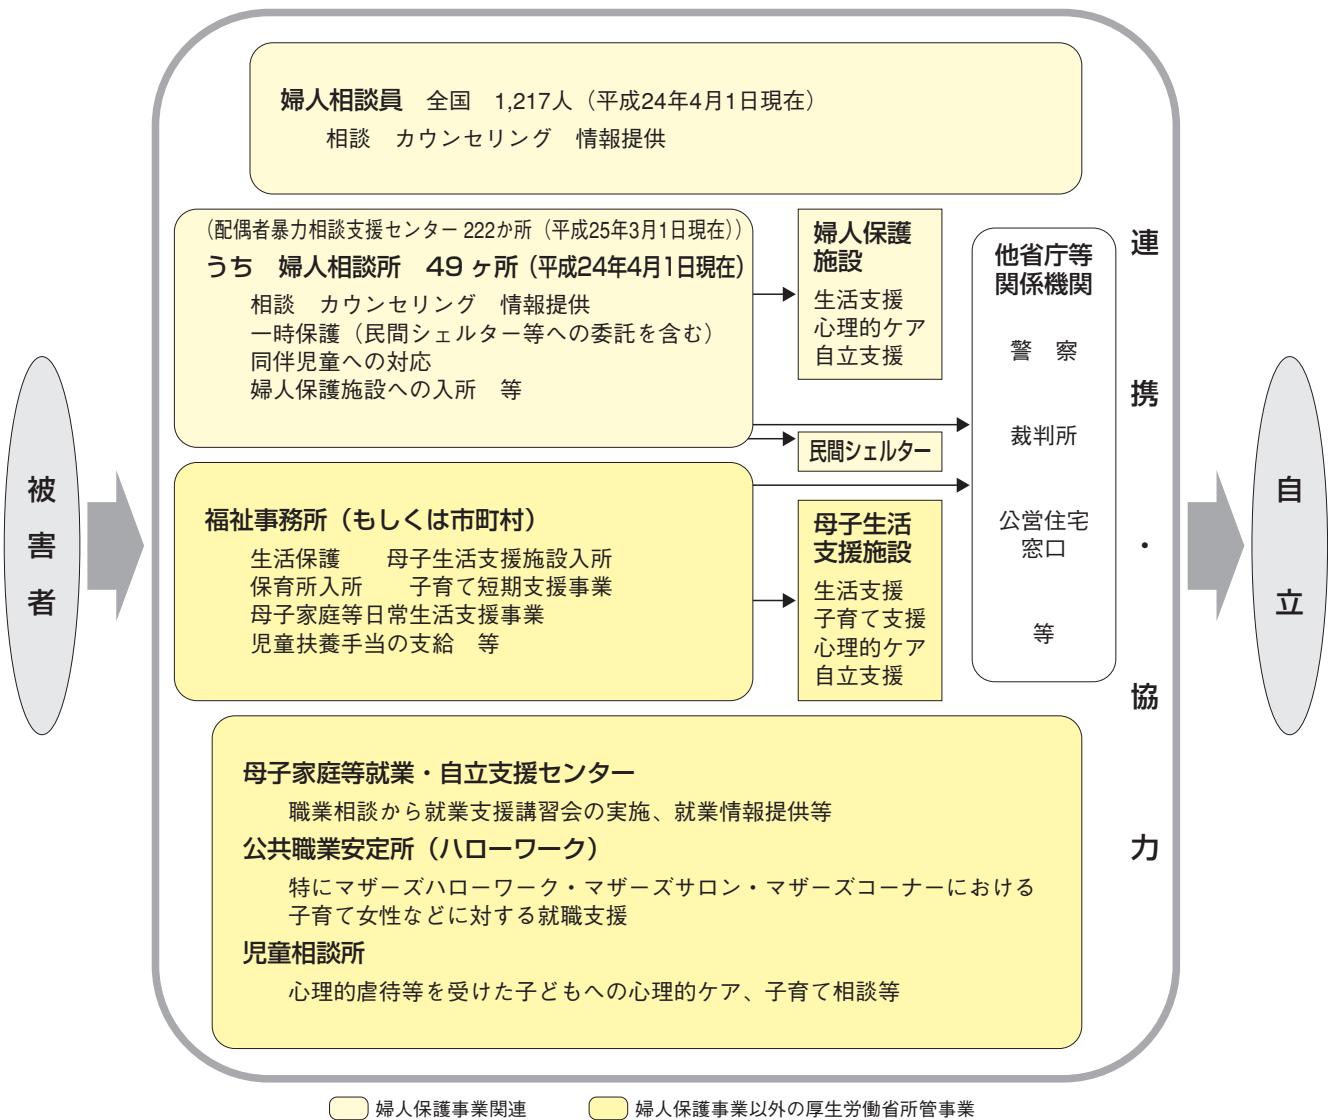 婦人相談員　全国　1,217人（平成24年4月1日現在）
相談　カウンセリング　情報提供
（配偶者暴力相談支援センター 222か所（平成25年3月1日現在））
うち　婦人相談所　49ヶ所（平成24年4月1日現在）
相談　カウンセリング　情報提供
一時保護（民間シェルター等への委託を含む）
同伴児童への対応
婦人保護施設への入所　等
婦人保護
施設
生活支援
心理的ケア
自立支援
民間シェルター
福祉事務所（もしくは市町村）
生活保護　　母子生活支援施設入所
保育所入所　　子育て短期支援事業
母子家庭等日常生活支援事業
児童扶養手当の支給　等
母子生活
支援施設
生活支援
子育て支援
心理的ケア
自立支援
他省庁等
関係機関
警　察
裁判所
公営住宅
窓口
等
母子家庭等就業・自立支援センター
職業相談から就業支援講習会の実施、就業情報提供等
公共職業安定所（ハローワーク）
特にマザーズハローワーク・マザーズサロン・マザーズコーナーにおける
子育て女性などに対する就職支援
児童相談所
心理的虐待等を受けた子どもへの心理的ケア、子育て相談等
被害者
連携・協力
自立
婦人保護事業関連
婦人保護事業以外の厚生労働省所管事業